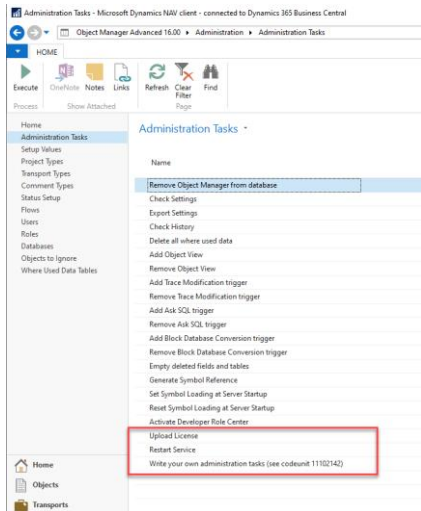 Administration Tasks - Microsoft Dynamics NAV client - connected to Dynamics 365 Business Central
Object Manager Advanced 16.00 Administration Administration Tasks
HOME
Execute OneNote Notes Links Refresh Clear Filter Find
Process Show Attached Page
Home
Administration Tasks
Setup Values
Project Types
Transport Types
Comment Types
Status Setup
Flows
Users
Roles
Databases
Objects to Ignore
Where Used Data Tables
Home
Objects
Transports
Administration Tasks
Name
Remove Object Manager from database
Check Settings
Export Settings
Check History
Delete all where used data
Add Object View
Remove Object View
Add Trace Modification trigger
Remove Trace Modification trigger
Add Ask SQL trigger
Remove Ask SQL trigger
Add Block Database Conversion trigger
Remove Block Database Conversion trigger
Empty deleted fields and tables
Generate Symbol Reference
Set Symbol Loading at Server Startup
Reset Symbol Loading at Server Startup
Activate Developer Role Center
Upload License
Restart Service
Write your own administration tasks (see codeunit 11102142)